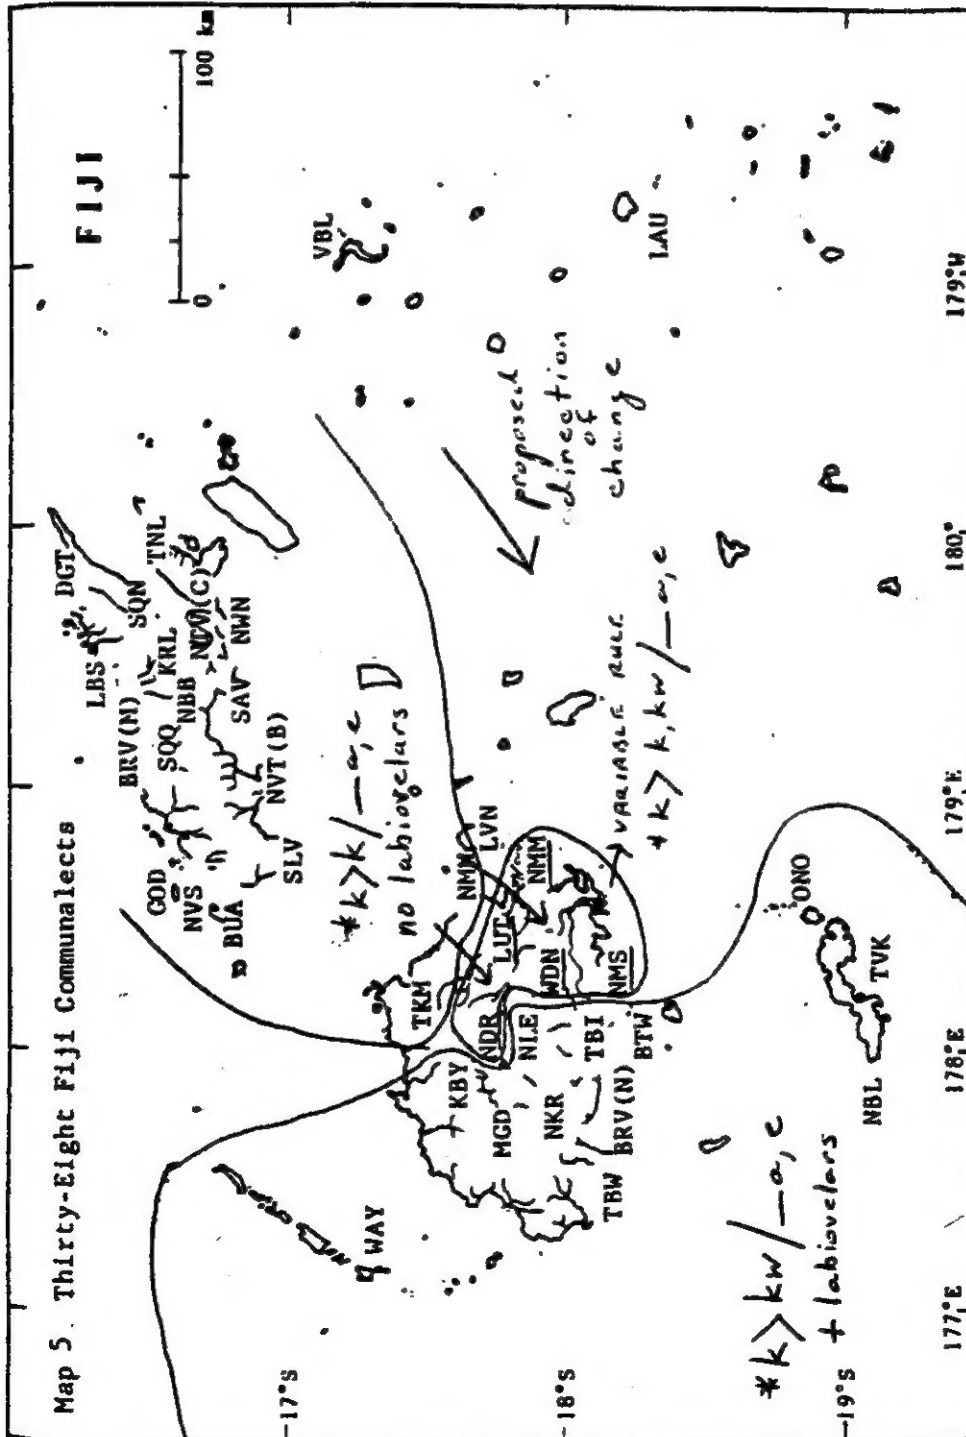 Map 5. Thirty-Eight Fiji Communalects
FIJI
0 100 km
DGT
LBS
SQN
TNL
BRV(M)
KRL
SQQ
NBB
GOD
NVS
SAV
NWN
BUA
NVT(B)
SLV
VBL
*k>k/—a,e
no labiovelars
proposed
direction
of
change
WAY
TKM
NMM
LVN
LUT
NMM
KBY
NDR
MGD
NLE
WDN
NKR
TBI
NMS
BRV(N)
BTW
TBW
VARIABLE RULE
*k>k,kw/—a,e
LAU
ONO
TVK
NBL
*k>kw/—a,e
+ labiovelars
17°S
18°S
19°S
177°E
178°E
179°E
180°
179°W